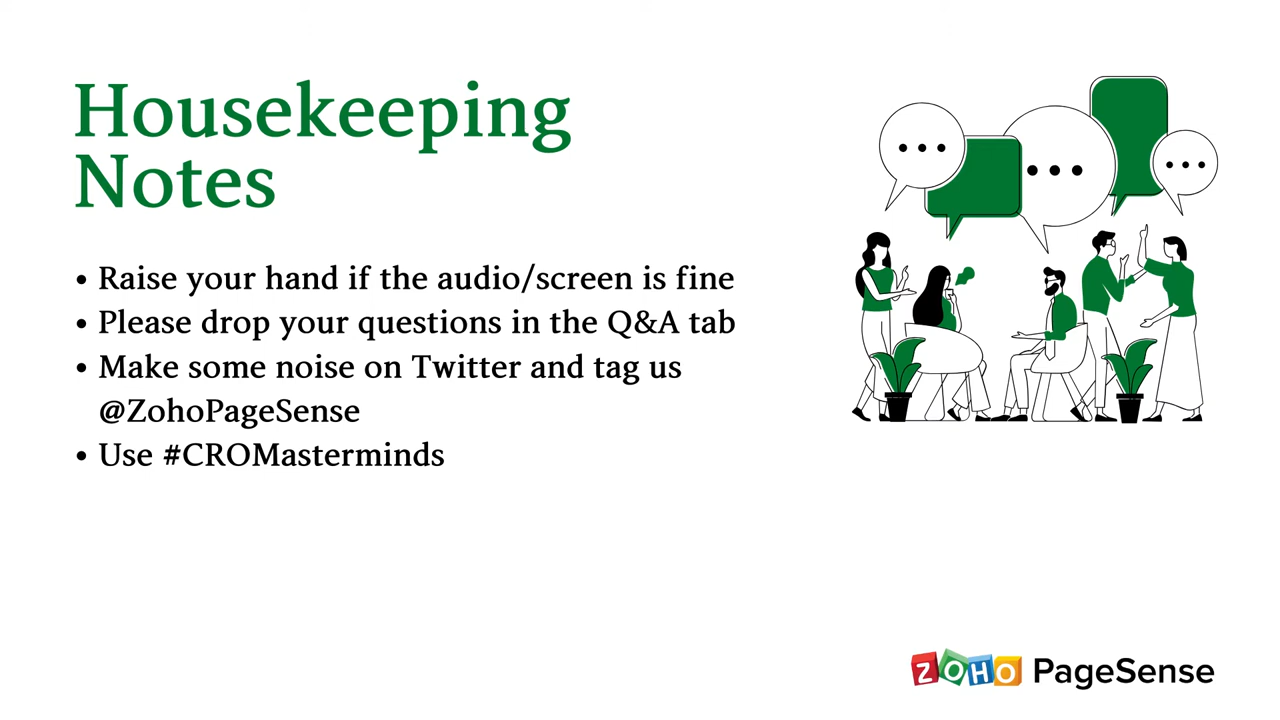 Housekeeping
Notes
• Raise your hand if the audio/screen is fine
• Please drop your questions in the Q&A tab
• Make some noise on Twitter and tag us
@ZohoPageSense
• Use #CROMasterminds
ZOHO PageSense